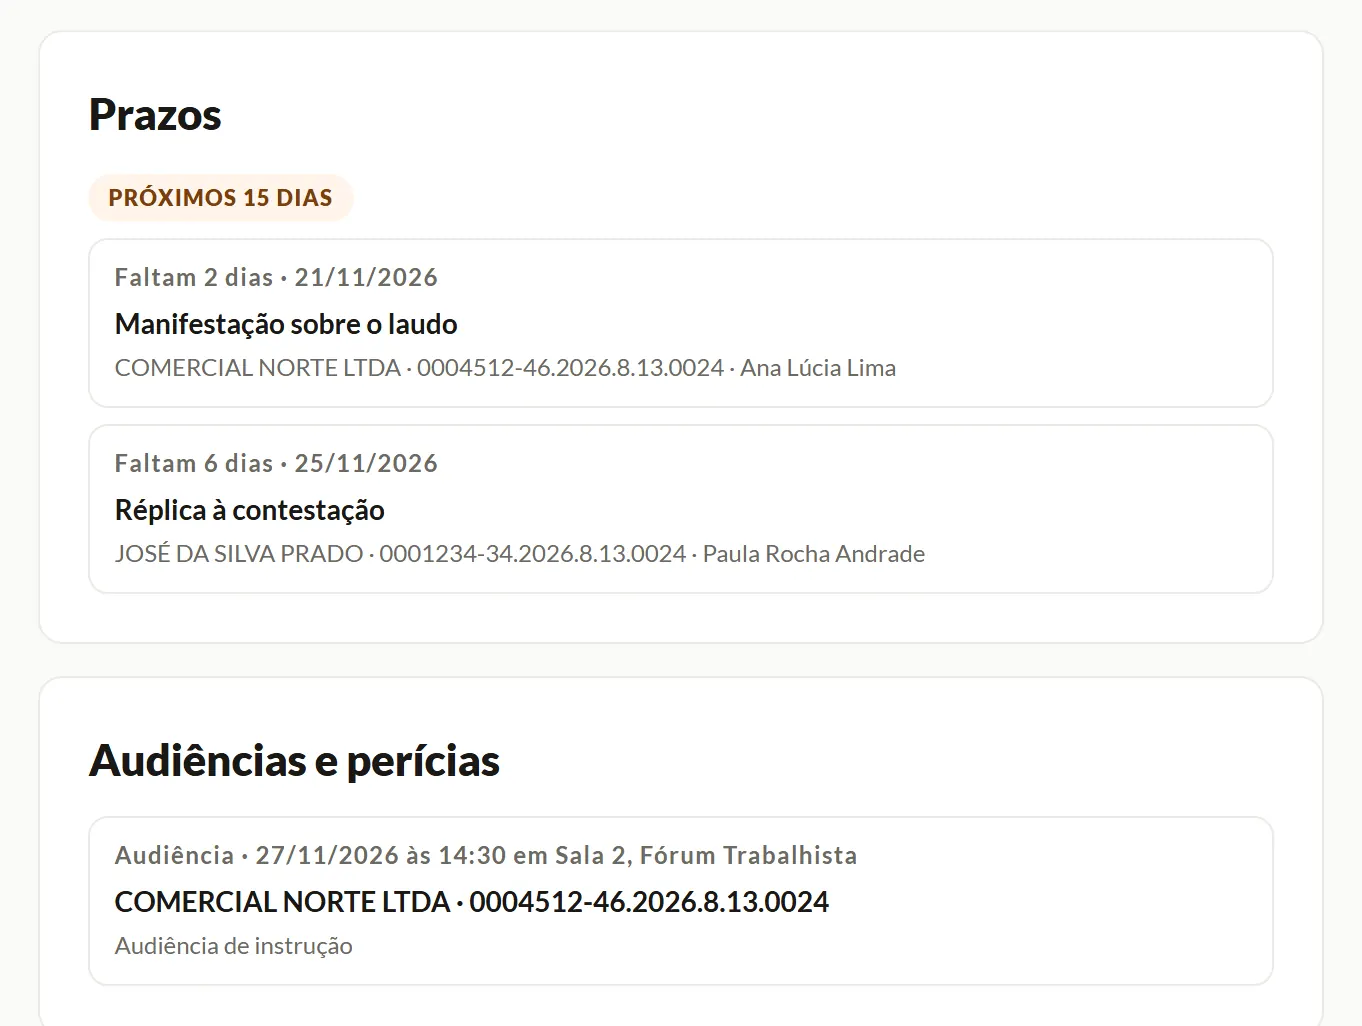 Prazos
PRÓXIMOS 15 DIAS
Faltam 2 dias · 21/11/2026
Manifestação sobre o laudo
COMERCIAL NORTE LTDA · 0004512-46.2026.8.13.0024 · Ana Lúcia Lima
Faltam 6 dias · 25/11/2026
Réplica à contestação
JOSÉ DA SILVA PRADO · 0001234-34.2026.8.13.0024 · Paula Rocha Andrade
Audiências e perícias
Audiência · 27/11/2026 às 14:30 em Sala 2, Fórum Trabalhista
COMERCIAL NORTE LTDA · 0004512-46.2026.8.13.0024
Audiência de instrução